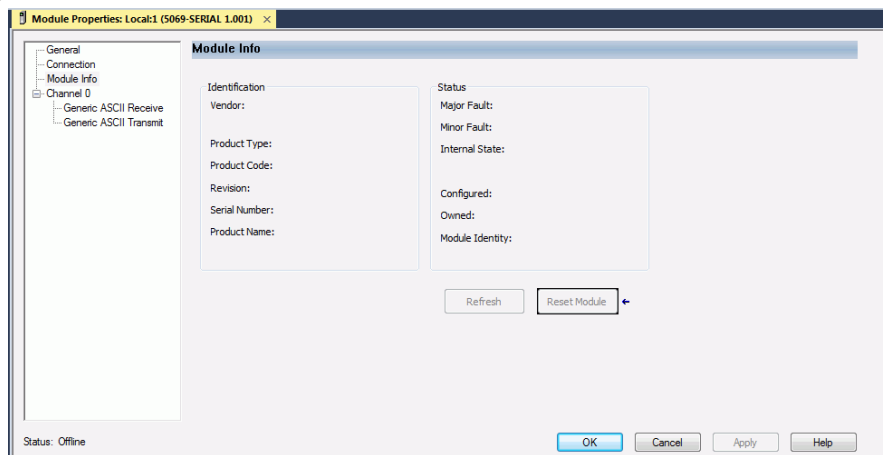 Module Properties: Local:1 (5069-SERIAL 1.001) ×
General
Connection
Module Info
Channel 0
Generic ASCII Receive
Generic ASCII Transmit
Module Info
Identification
Vendor:
Product Type:
Product Code:
Revision:
Serial Number:
Product Name:
Status
Major Fault:
Minor Fault:
Internal State:
Configured:
Owned:
Module Identity:
Refresh Reset Module ←
Status: Offline
OK Cancel Apply Help